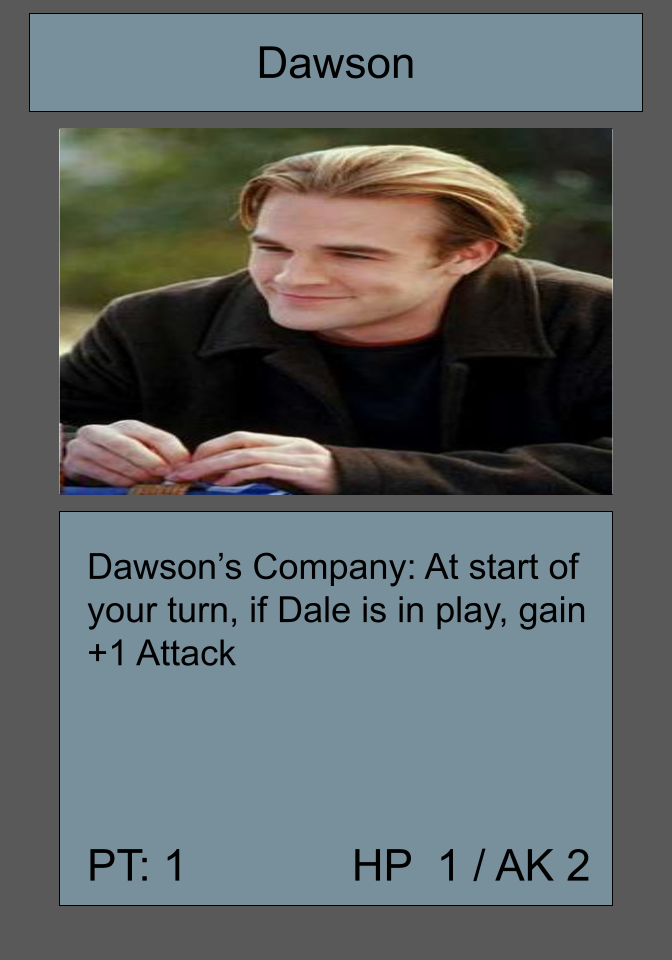 Dawson
Dawson’s Company: At start of
your turn, if Dale is in play, gain
+1 Attack
PT: 1 HP 1 / AK 2